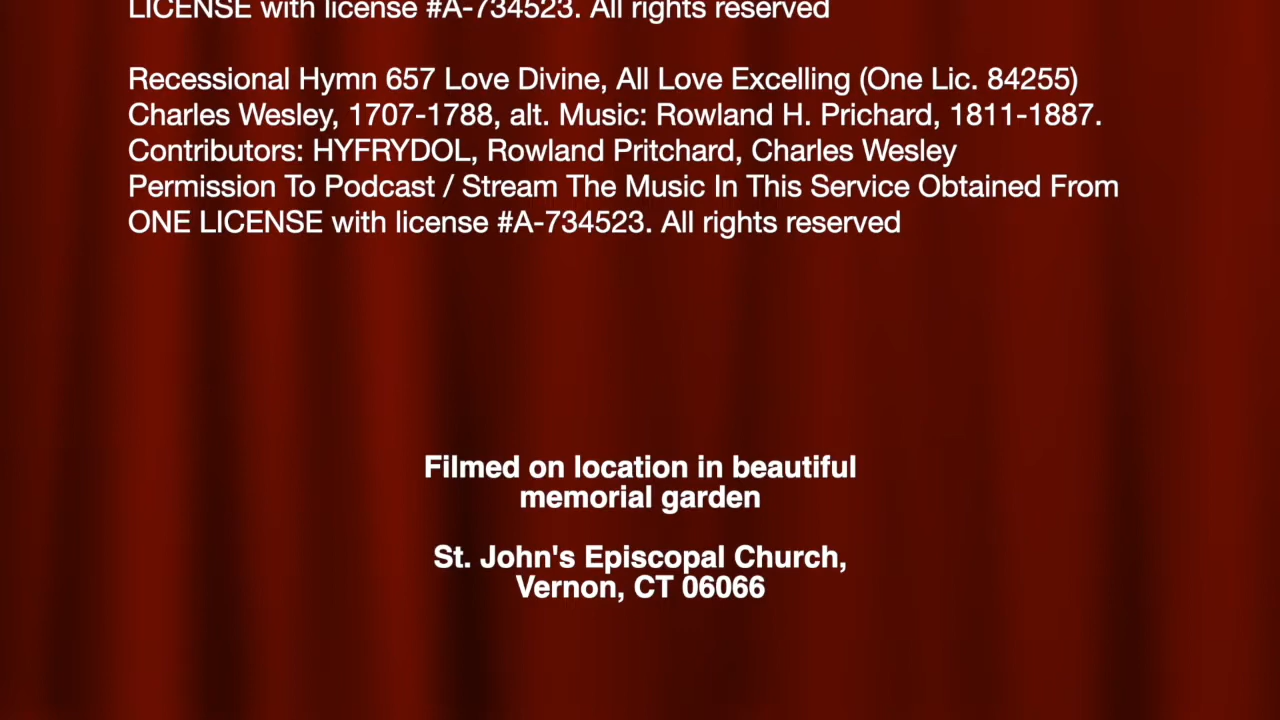 LICENSE with license #A-734523. All rights reserved
Recessional Hymn 657 Love Divine, All Love Excelling (One Lic. 84255)
Charles Wesley, 1707-1788, alt. Music: Rowland H. Prichard, 1811-1887.
Contributors: HYFRYDOL, Rowland Pritchard, Charles Wesley
Permission To Podcast / Stream The Music In This Service Obtained From
ONE LICENSE with license #A-734523. All rights reserved
Filmed on location in beautiful
memorial garden
St. John's Episcopal Church,
Vernon, CT 06066